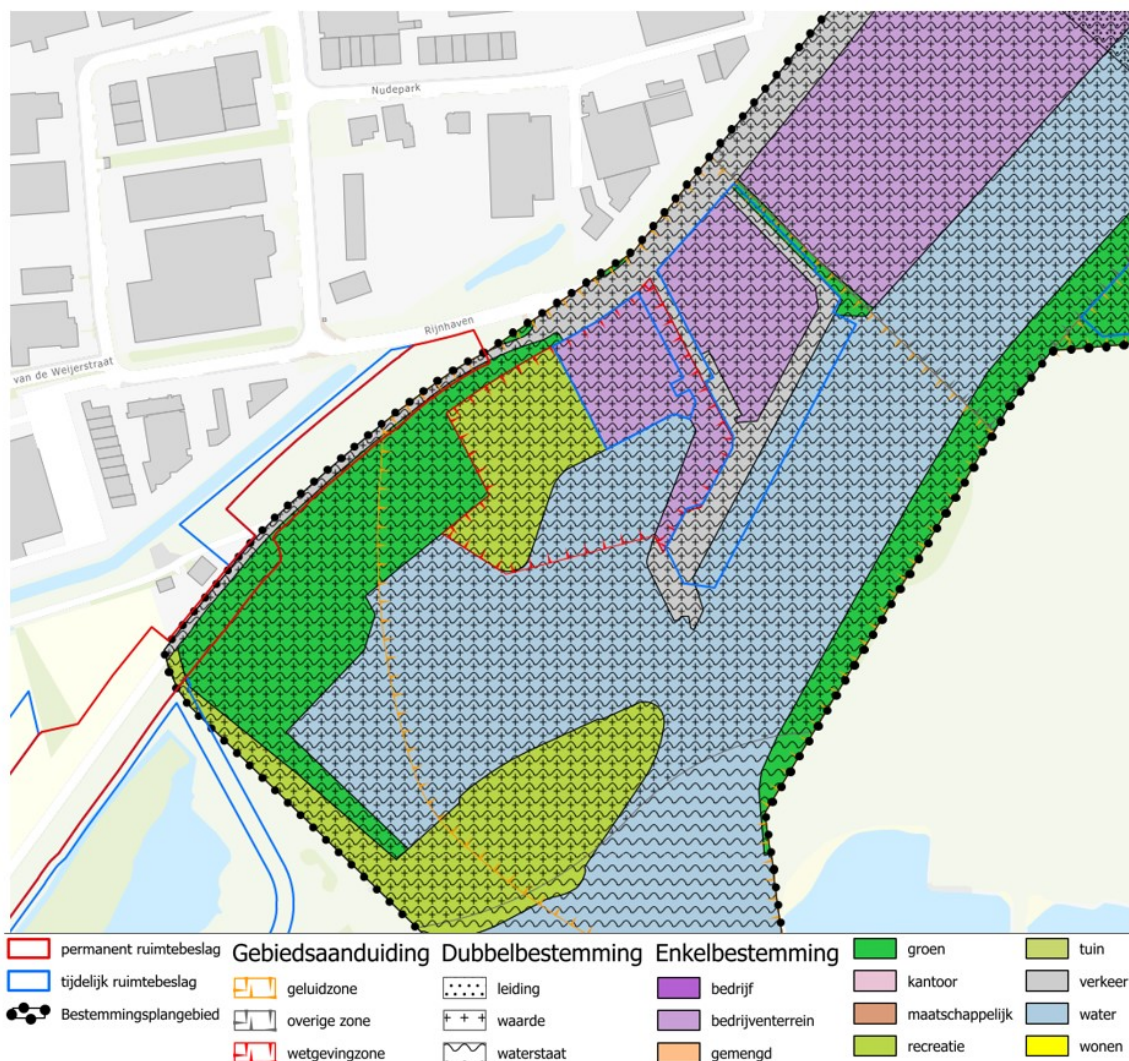 Nudepark
Rijnhaven
van de Weijerstraat
permanent ruimtebeslag
tijdelijk ruimtebeslag
Bestemmingsplangebied
Gebiedsaanduiding
geluidzone
overige zone
wetgevingzone
Dubbelbestemming
leiding
waarde
waterstaat
Enkelbestemming
bedrijf
bedrijventerrein
gemengd
groen
kantoor
maatschappelijk
recreatie
tuin
verkeer
water
wonen